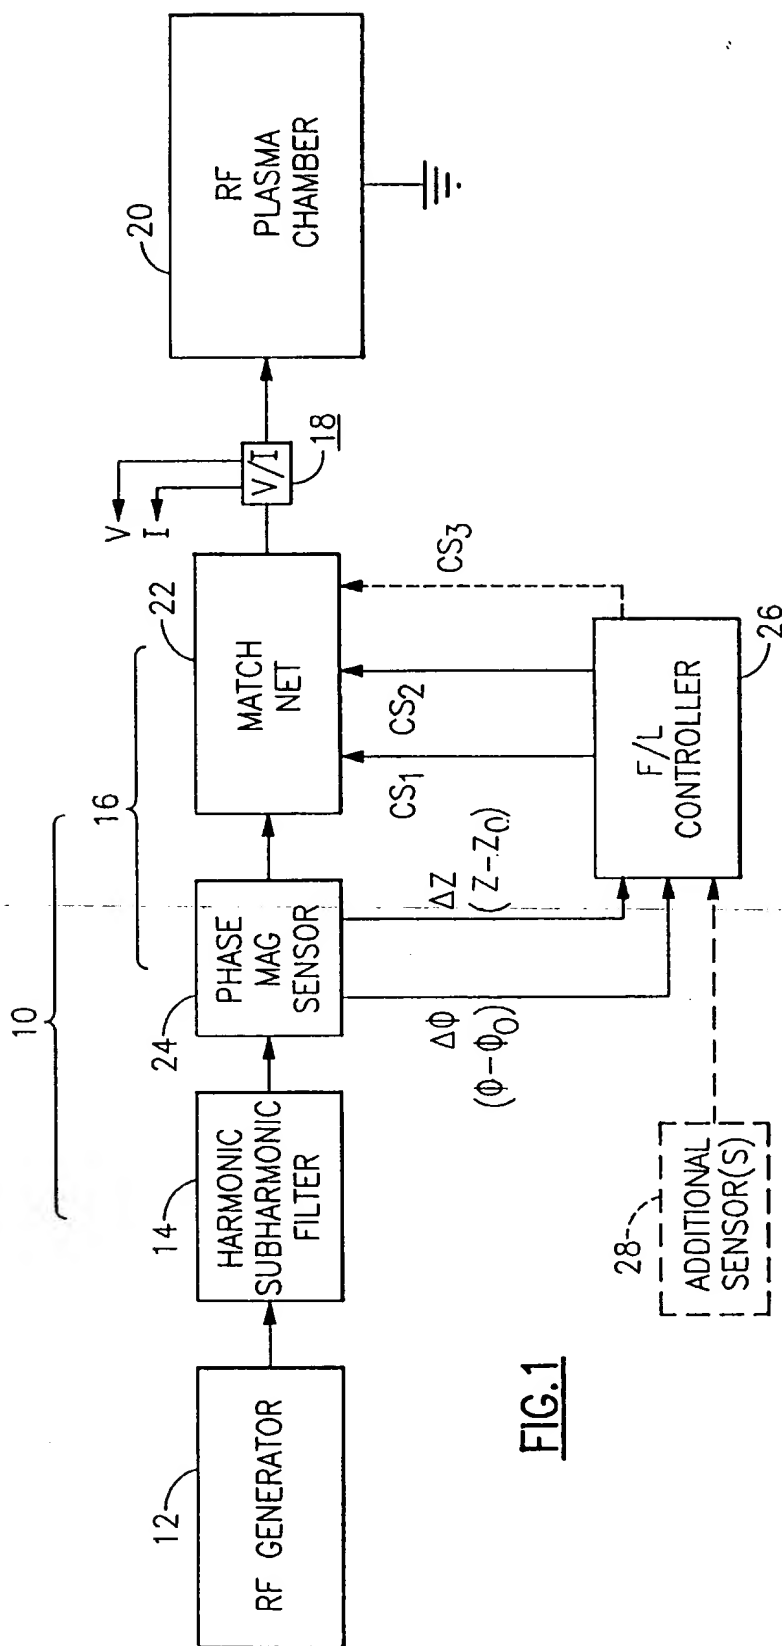 10
16
12
RF GENERATOR
14
HARMONIC
SUBHARMONIC
FILTER
24
PHASE
MAG
SENSOR
22
MATCH
NET
V
I
V/I
18
20
RF
PLASMA
CHAMBER
ΔΦ
(Φ-Φ0)
ΔZ
(Z-Z0)
CS1
CS2
CS3
28
ADDITIONAL
SENSOR(S)
F/L
CONTROLLER
26
FIG.1